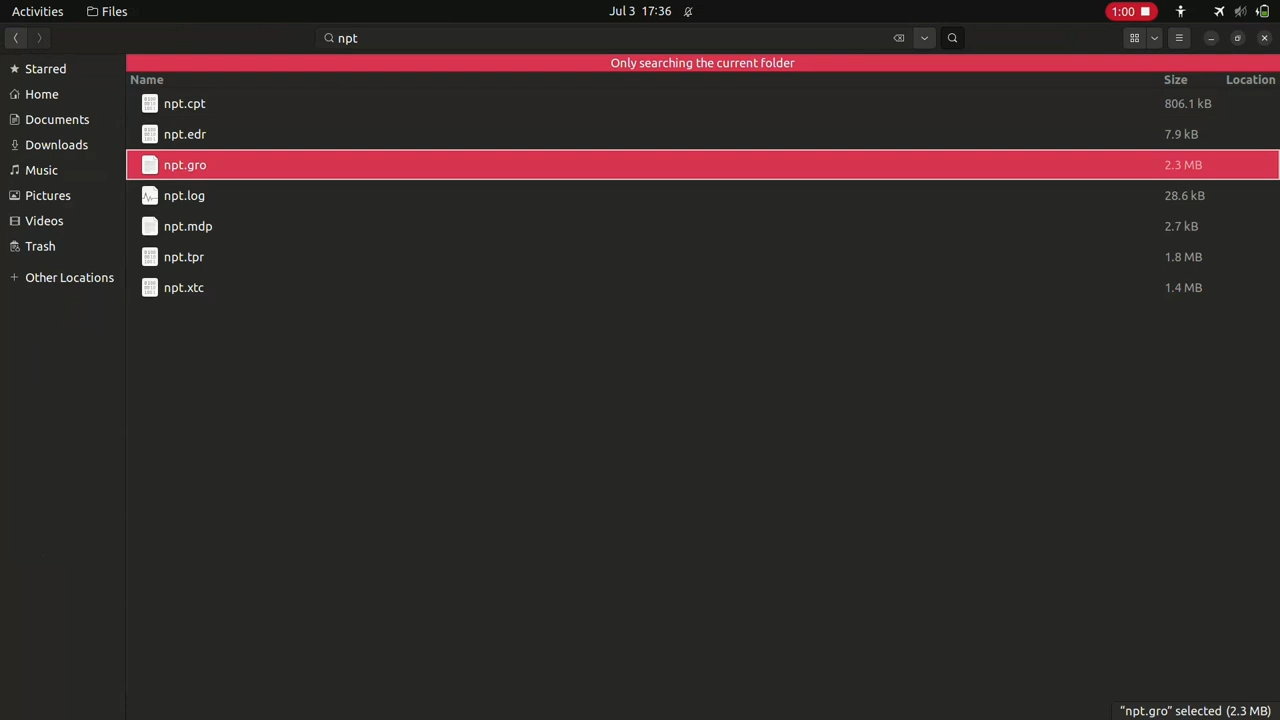 Activities Files Jul 3 17:36 1:00
npt
Only searching the current folder
Starred
Home
Documents
Downloads
Music
Pictures
Videos
Trash
Other Locations
Name Size Location
npt.cpt 806.1 kB
npt.edr 7.9 kB
npt.gro 2.3 MB
npt.log 28.6 kB
npt.mdp 2.7 kB
npt.tpr 1.8 MB
npt.xtc 1.4 MB
"npt.gro" selected (2.3 MB)